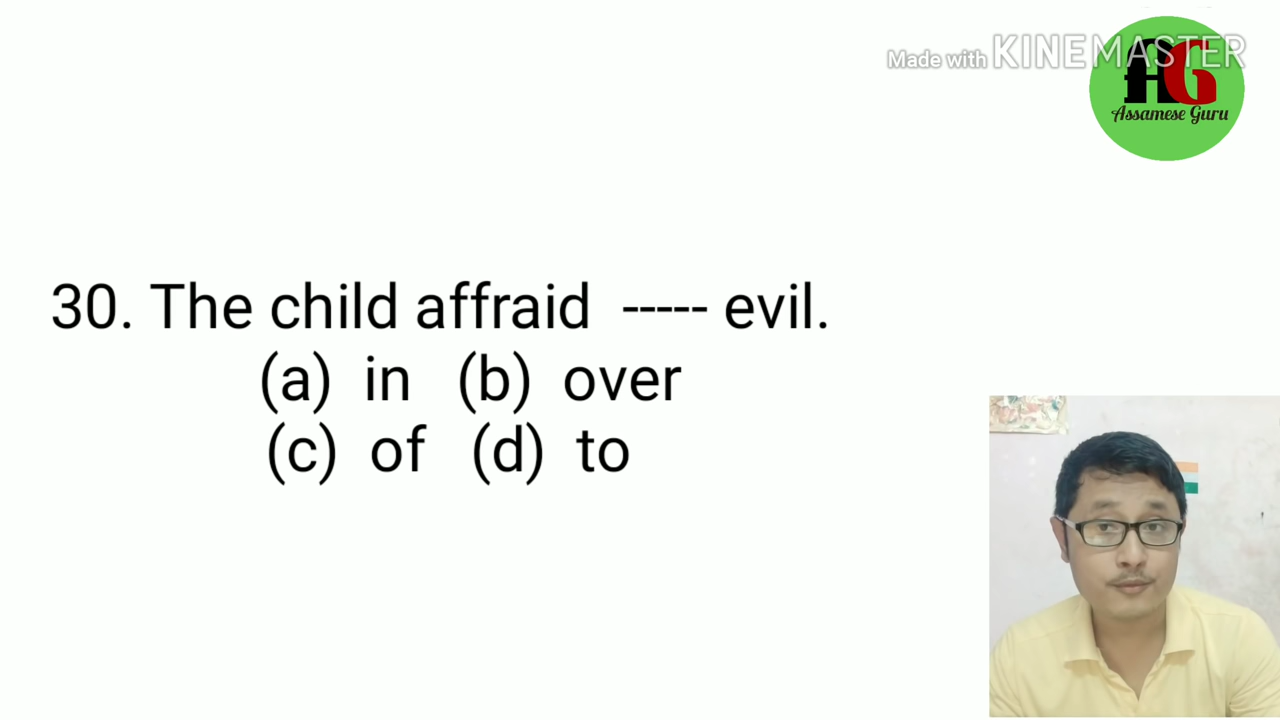 Made with KINEMASTER
AG
Assamese Guru
30. The child affraid ----- evil.
(a) in (b) over
(c) of (d) to